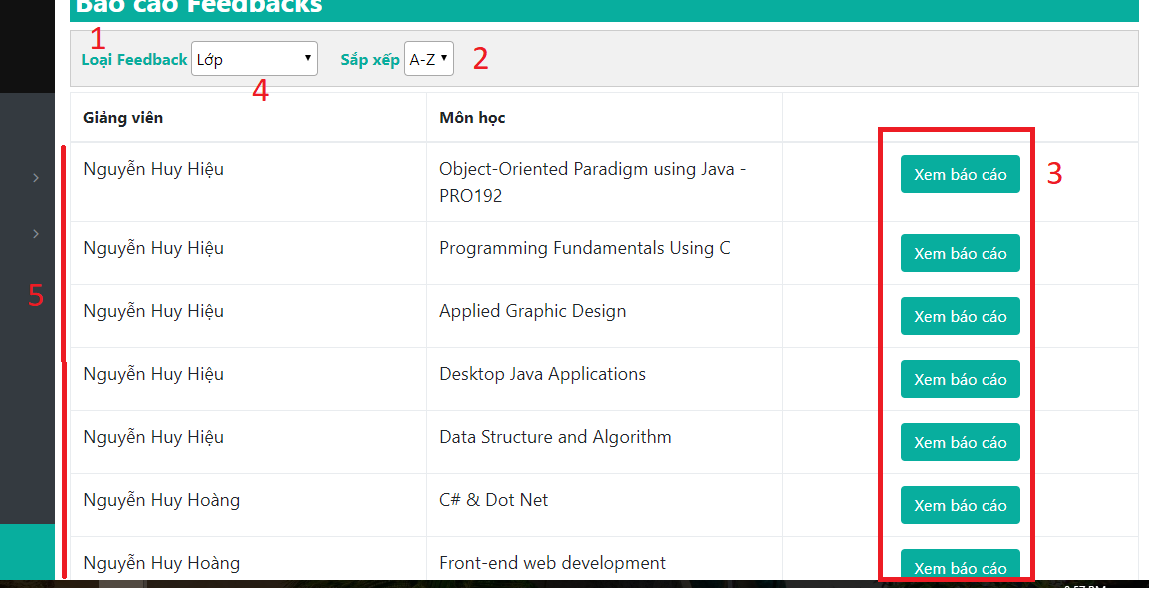 Báo cáo Feedbacks
1
Loại Feedback Lớp Sắp xếp A-Z 2
4
Giảng viên Môn học
Nguyễn Huy Hiệu Object-Oriented Paradigm using Java - Xem báo cáo 3
PRO192
Nguyễn Huy Hiệu Programming Fundamentals Using C Xem báo cáo
5
Nguyễn Huy Hiệu Applied Graphic Design Xem báo cáo
Nguyễn Huy Hiệu Desktop Java Applications Xem báo cáo
Nguyễn Huy Hiệu Data Structure and Algorithm Xem báo cáo
Nguyễn Huy Hoàng C# & Dot Net Xem báo cáo
Nguyễn Huy Hoàng Front-end web development Xem báo cáo